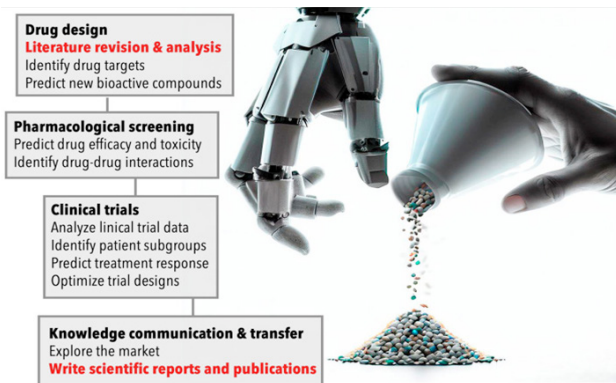 Drug design
Literature revision & analysis
Identify drug targets
Predict new bioactive compounds
Pharmacological screening
Predict drug efficacy and toxicity
Identify drug-drug interactions
Clinical trials
Analyze linical trial data
Identify patient subgroups
Predict treatment response
Optimize trial designs
Knowledge communication & transfer
Explore the market
Write scientific reports and publications